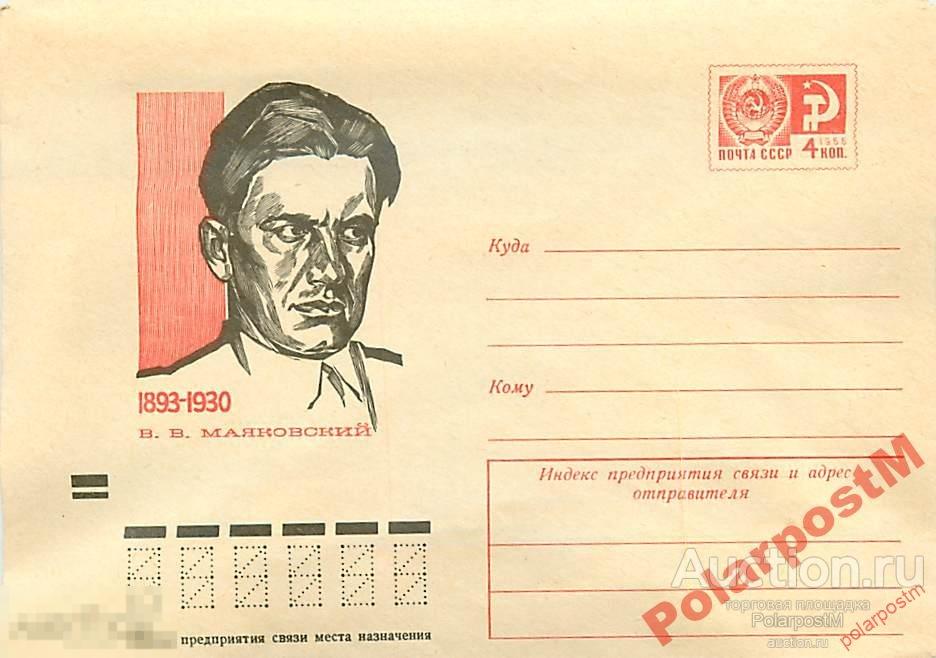 ПОЧТА СССР 4 КОП.
1966
Куда
Кому
1893-1930
В. В. МАЯКОВСКИЙ
Индекс предприятия связи и адрес
отправителя
предприятия связи места назначения
PolarpostM
Auction.ru
торговая площадка
PolarpostM
auction.ru
polarpostm